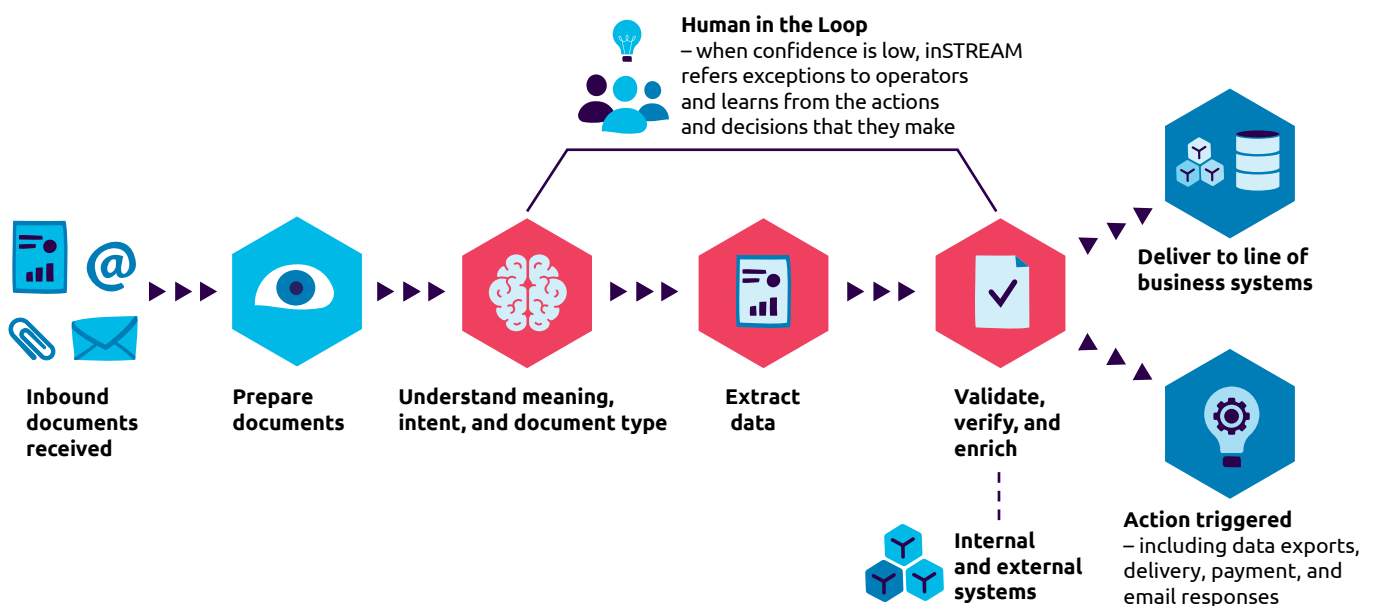 Human in the Loop
– when confidence is low, inSTREAM
refers exceptions to operators
and learns from the actions
and decisions that they make
@
Inbound
documents
received
Prepare
documents
Understand meaning,
intent, and document type
Extract
data
Validate,
verify, and
enrich
Deliver to line of
business systems
Internal
and external
systems
Action triggered
– including data exports,
delivery, payment, and
email responses